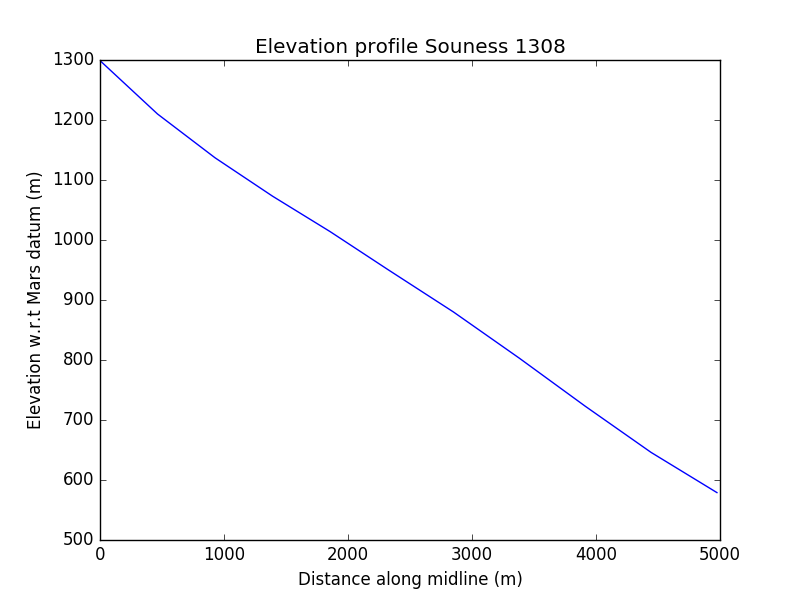 Elevation profile Souness 1308
1300
1200
1100
1000
900
800
700
600
500
Elevation w.r.t Mars datum (m)
0 1000 2000 3000 4000 5000
Distance along midline (m)